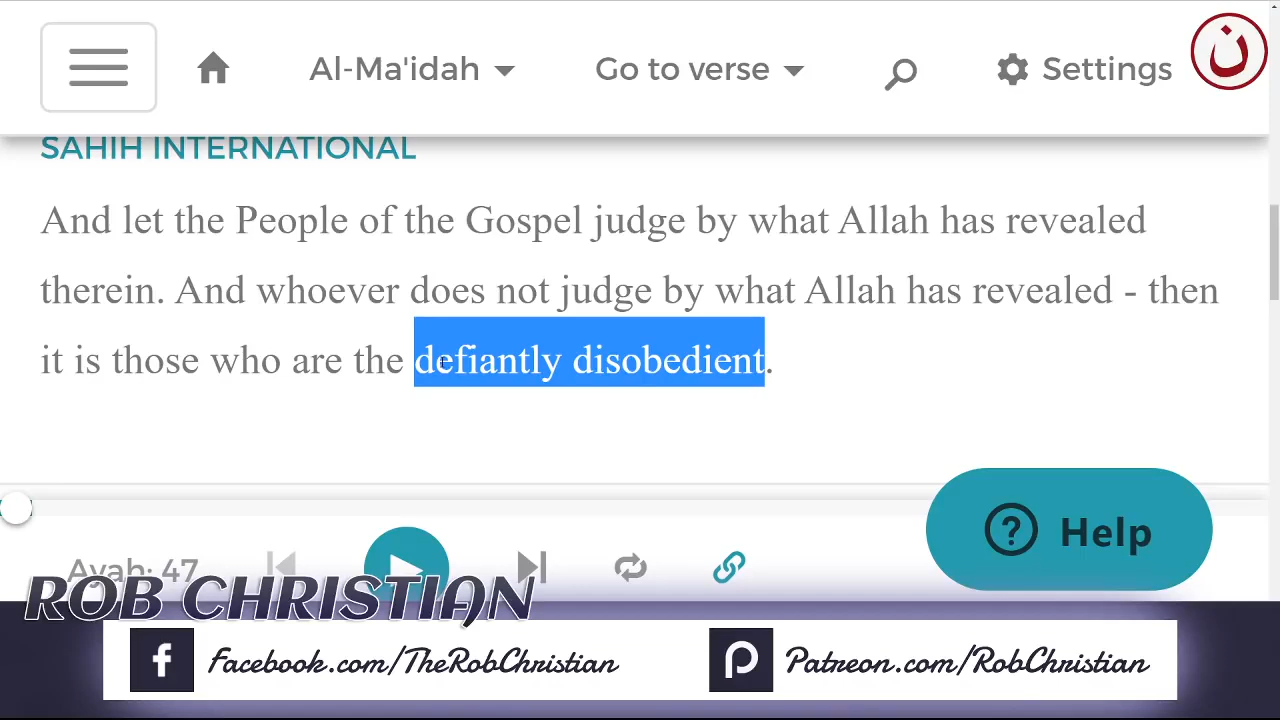 Al-Ma'idah
Go to verse
Settings
ن
SAHIH INTERNATIONAL
And let the People of the Gospel judge by what Allah has revealed
therein. And whoever does not judge by what Allah has revealed - then
it is those who are the defiantly disobedient.
Help
Ayah: 47
ROB CHRISTIAN
Facebook.com/TheRobChristian
Patreon.com/RobChristian